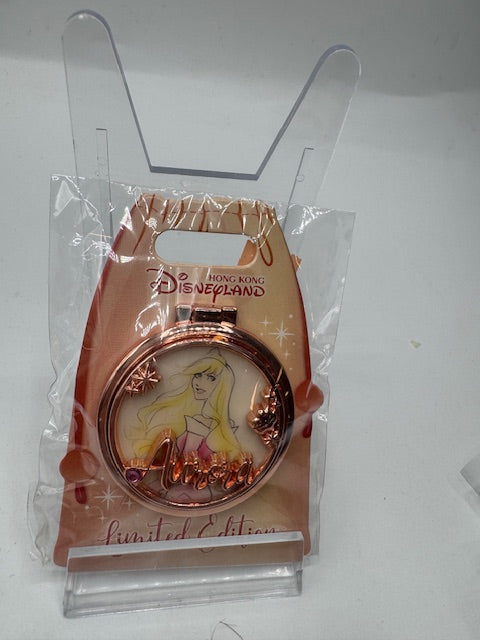 HONG KONG
DISNEYLAND
Aurora
Limited Edition